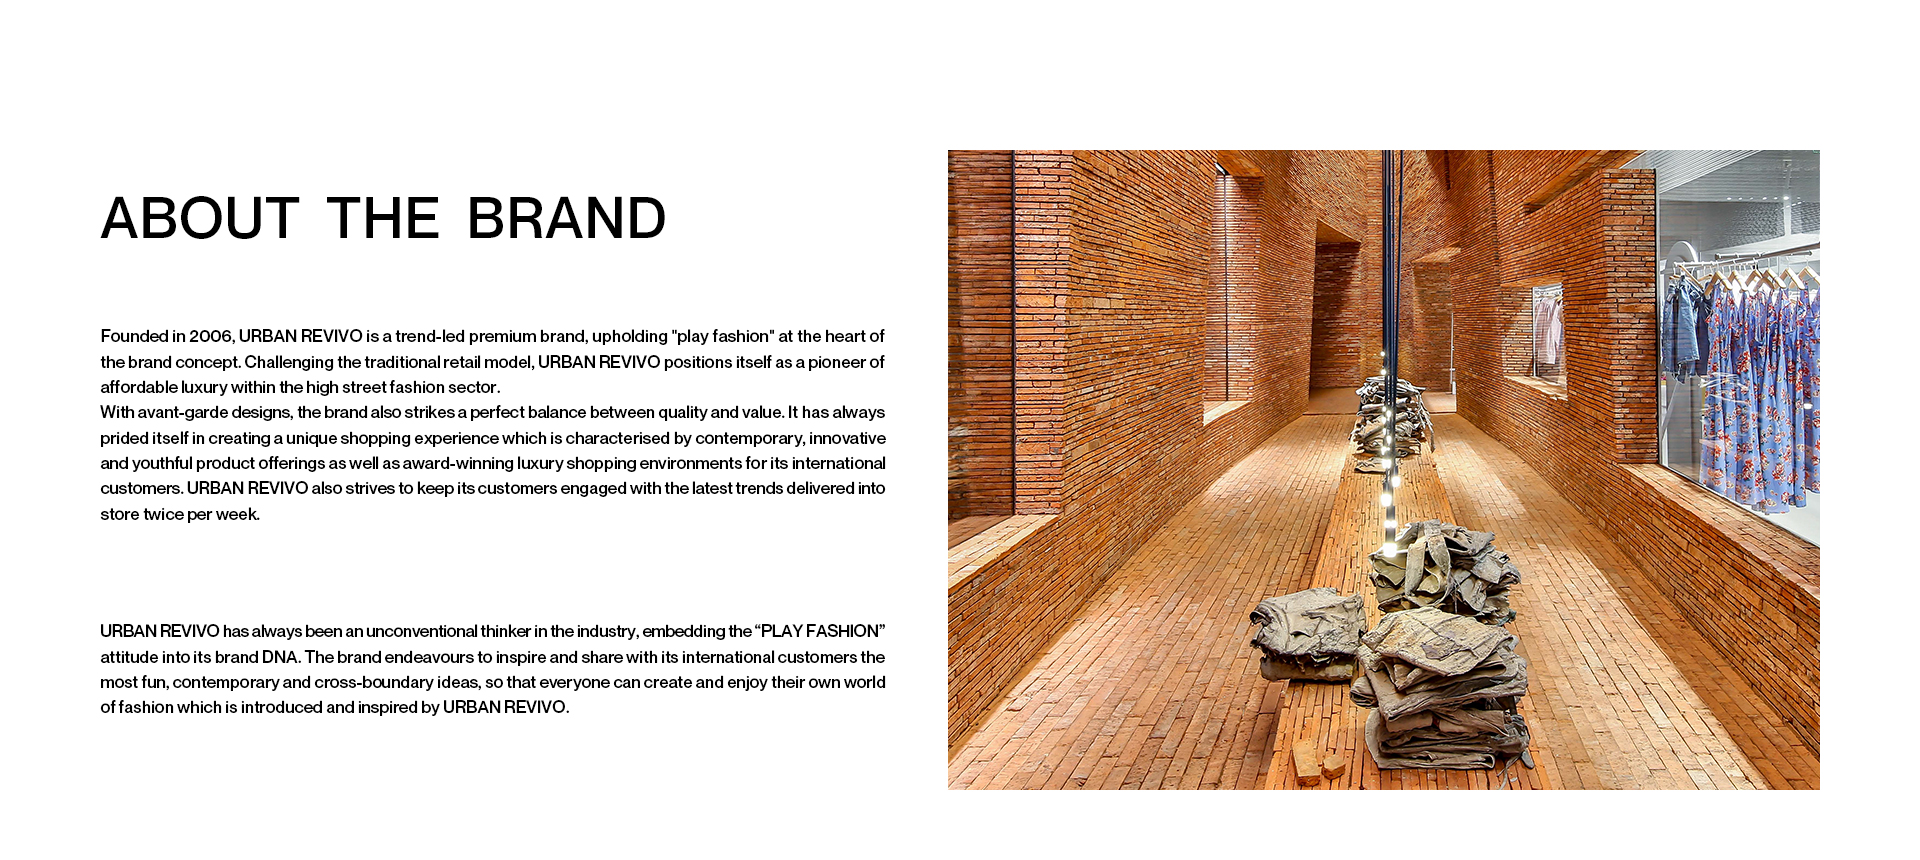 ABOUT THE BRAND
Founded in 2006, URBAN REVIVO is a trend-led premium brand, upholding "play fashion" at the heart of
the brand concept. Challenging the traditional retail model, URBAN REVIVO positions itself as a pioneer of
affordable luxury within the high street fashion sector.
With avant-garde designs, the brand also strikes a perfect balance between quality and value. It has always
prided itself in creating a unique shopping experience which is characterised by contemporary, innovative
and youthful product offerings as well as award-winning luxury shopping environments for its international
customers. URBAN REVIVO also strives to keep its customers engaged with the latest trends delivered into
store twice per week.
URBAN REVIVO has always been an unconventional thinker in the industry, embedding the “PLAY FASHION”
attitude into its brand DNA. The brand endeavours to inspire and share with its international customers the
most fun, contemporary and cross-boundary ideas, so that everyone can create and enjoy their own world
of fashion which is introduced and inspired by URBAN REVIVO.